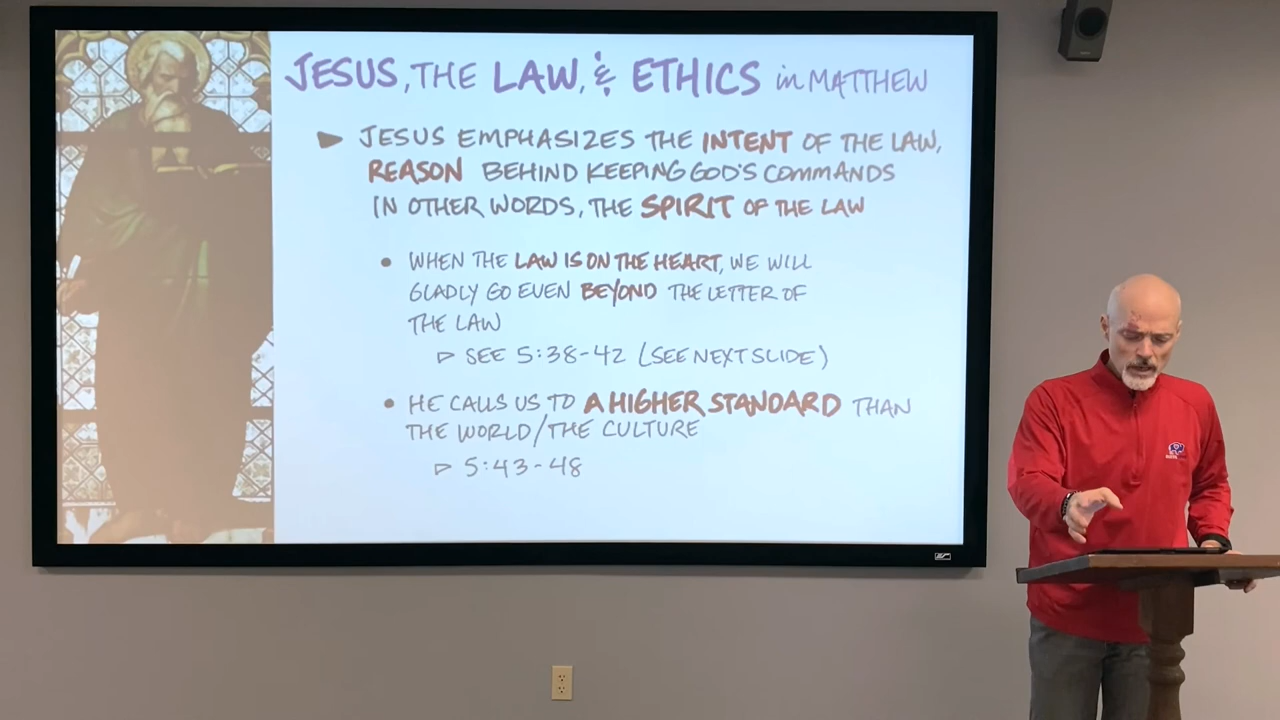 JESUS, THE LAW, & ETHICS in MATTHEW
JESUS EMPHASIZES THE INTENT OF THE LAW,
REASON BEHIND KEEPING GOD'S COMMANDS
IN OTHER WORDS, THE SPIRIT OF THE LAW
WHEN THE LAW IS ON THE HEART, WE WILL
GLADLY GO EVEN BEYOND THE LETTER OF
THE LAW
SEE 5:38-42 (SEE NEXT SLIDE)
HE CALLS US TO A HIGHER STANDARD THAN
THE WORLD/THE CULTURE
5:43-48